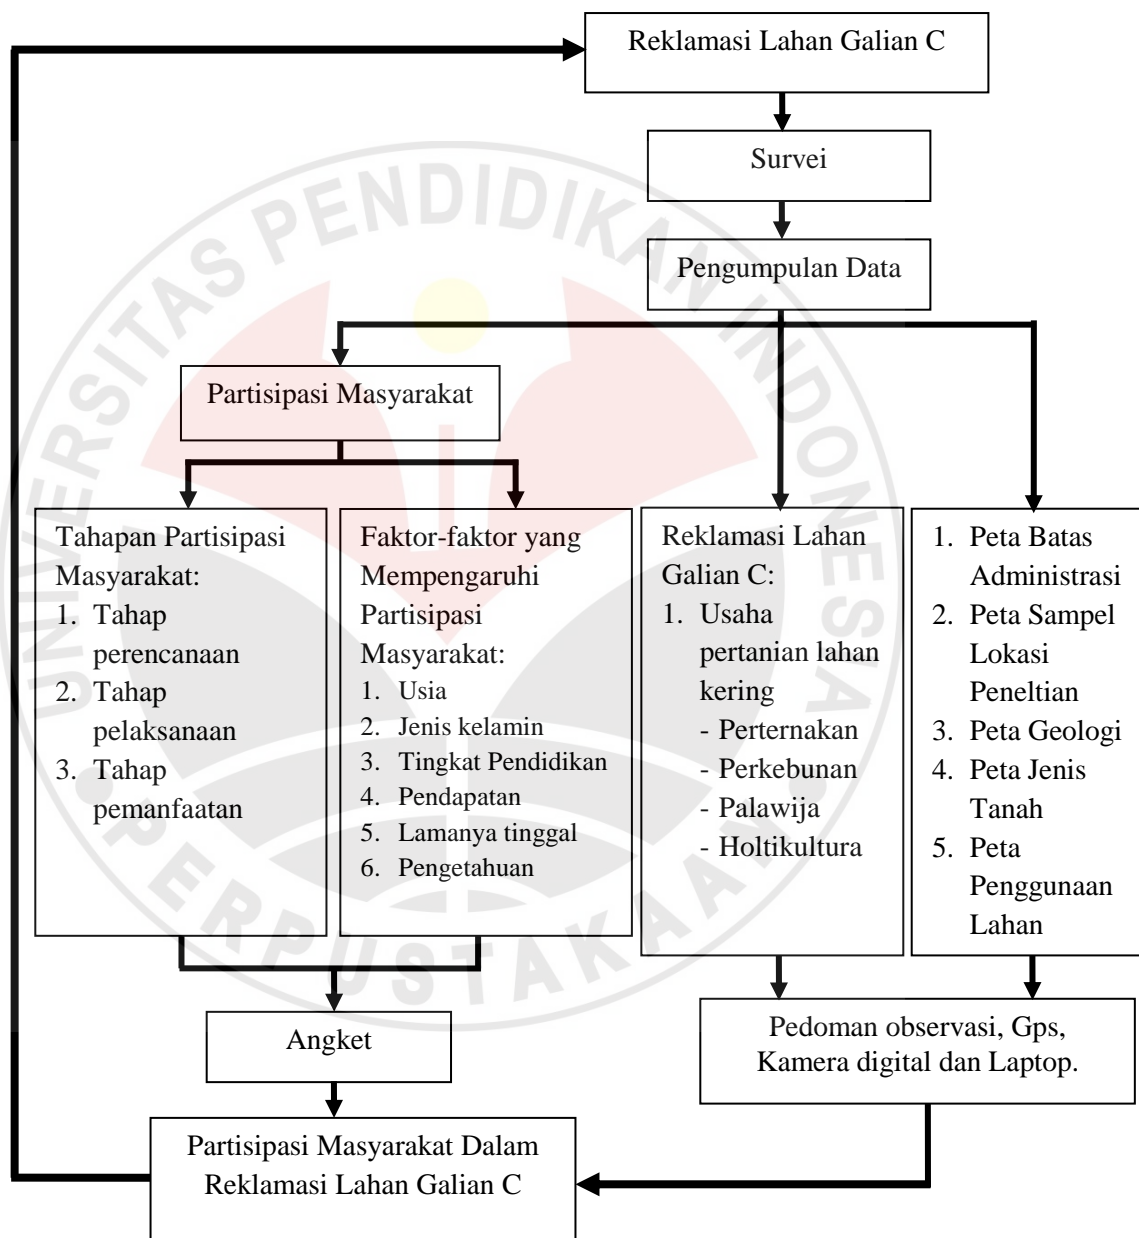 Reklamasi Lahan Galian C
Survei
Pengumpulan Data
Partisipasi Masyarakat
Tahapan Partisipasi
Masyarakat:
1. Tahap
perencanaan
2. Tahap
pelaksanaan
3. Tahap
pemanfaatan
Faktor-faktor yang
Mempengaruhi
Partisipasi
Masyarakat:
1. Usia
2. Jenis kelamin
3. Tingkat Pendidikan
4. Pendapatan
5. Lamanya tinggal
6. Pengetahuan
Reklamasi Lahan
Galian C:
1. Usaha
pertanian lahan
kering
- Perternakan
- Perkebunan
- Palawija
- Holtikultura
1. Peta Batas
Administrasi
2. Peta Sampel
Lokasi
Peneltian
3. Peta Geologi
4. Peta Jenis
Tanah
5. Peta
Penggunaan
Lahan
Angket
Pedoman observasi, Gps,
Kamera digital dan Laptop.
Partisipasi Masyarakat Dalam
Reklamasi Lahan Galian C
UNIVERSITAS PENDIDIKAN INDONESIA
PERPUSTAKAAN